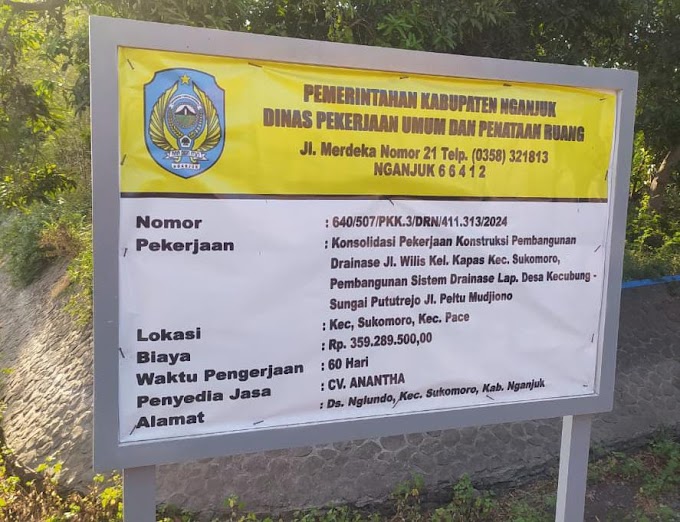 PEMERINTAHAN KABUPATEN NGANJUK
DINAS PEKERJAAN UMUM DAN PENATAAN RUANG
Jl. Merdeka Nomor 21 Telp. (0358) 321813
NGANJUK 6 6 4 1 2
Nomor : 640/507/PKK.3/DRN/411.313/2024
Pekerjaan : Konsolidasi Pekerjaan Konstruksi Pembangunan
Drainase Jl. Wilis Kel. Kapas Kec. Sukomoro,
Pembangunan Sistem Drainase Lap. Desa Kecubung -
Sungai Pututrejo Jl. Peltu Mudjiono
Lokasi : Kec, Sukomoro, Kec. Pace
Biaya : Rp. 359.289.500,00
Waktu Pengerjaan : 60 Hari
Penyedia Jasa : CV. ANANTHA
Alamat : Ds. Nglundo, Kec. Sukomoro, Kab. Nganjuk